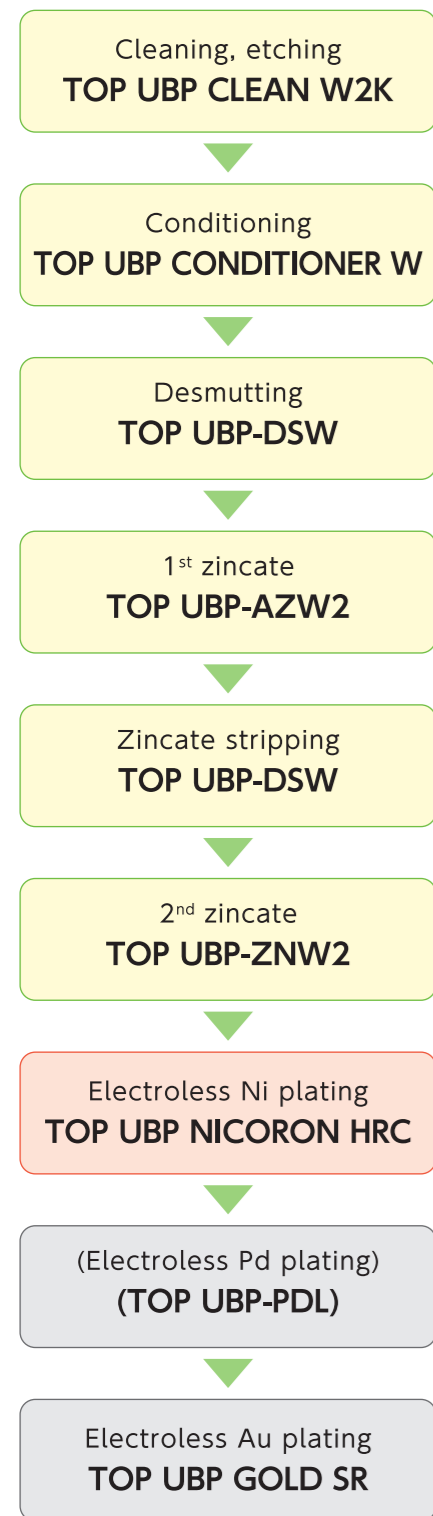 Cleaning, etching
TOP UBP CLEAN W2K
Conditioning
TOP UBP CONDITIONER W
Desmutting
TOP UBP-DSW
1st zincate
TOP UBP-AZW2
Zincate stripping
TOP UBP-DSW
2nd zincate
TOP UBP-ZNW2
Electroless Ni plating
TOP UBP NICORON HRC
(Electroless Pd plating)
(TOP UBP-PDL)
Electroless Au plating
TOP UBP GOLD SR